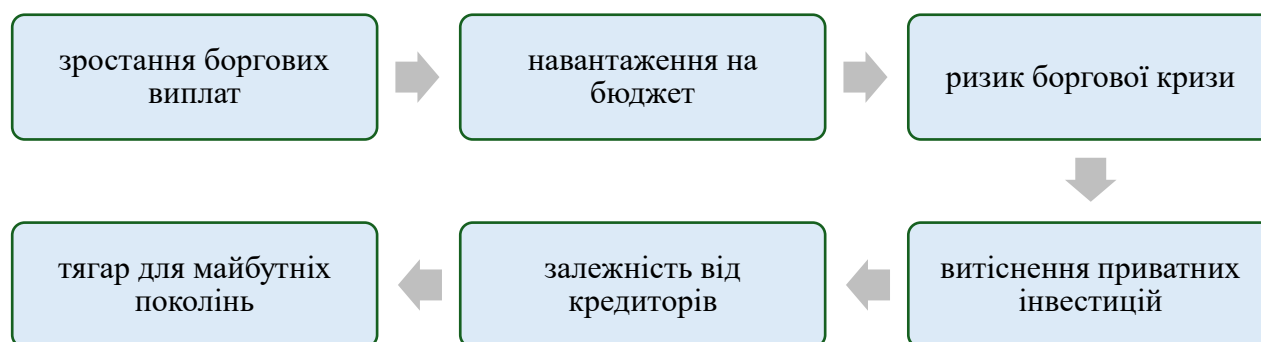 зростання боргових
виплат
навантаження на
бюджет
ризик боргової кризи
витіснення приватних
інвестицій
залежність від
кредиторів
тягар для майбутніх
поколінь